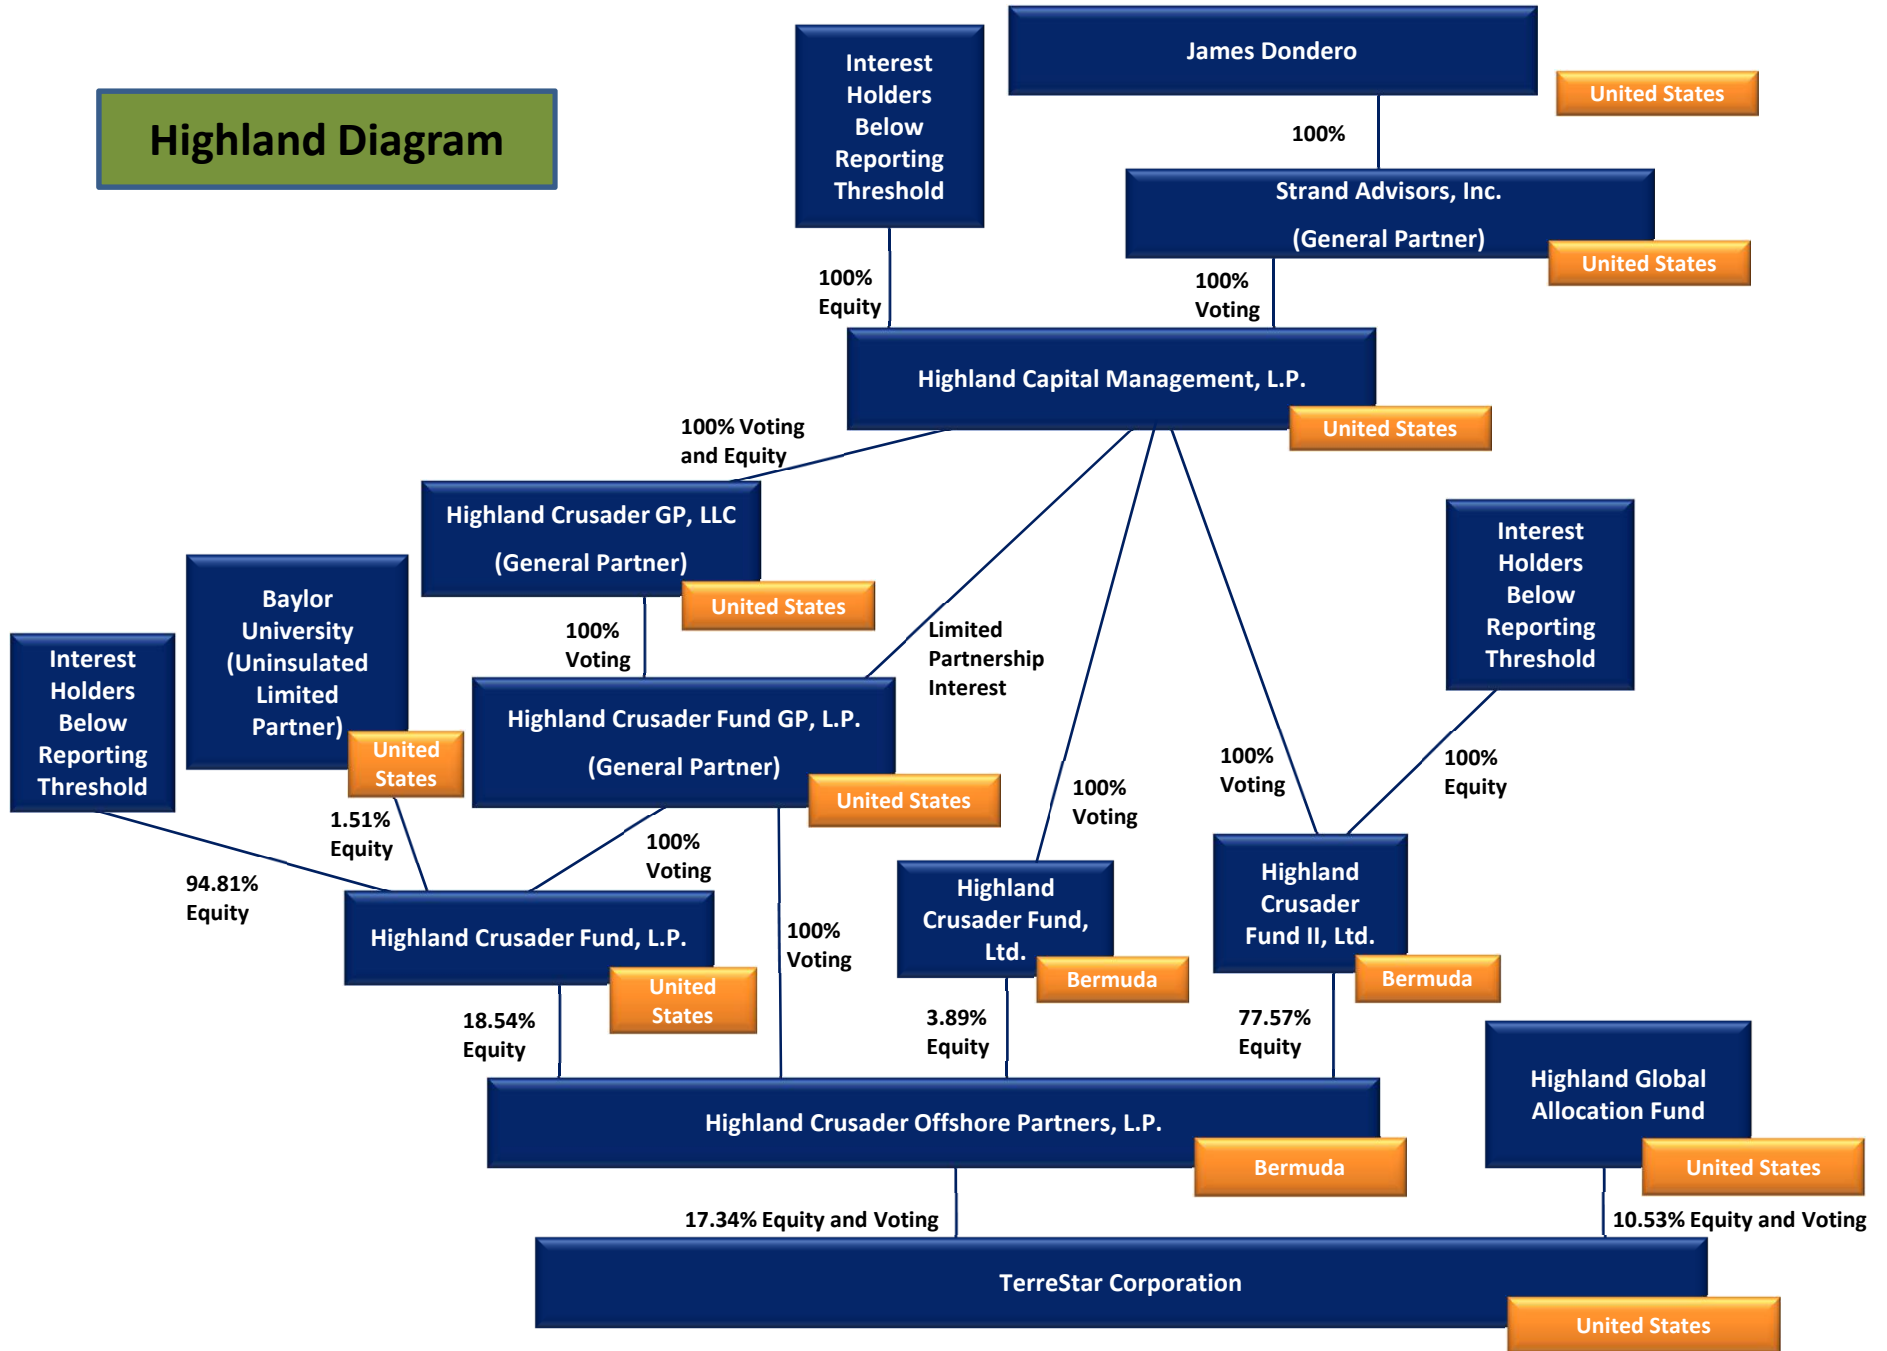 Highland Diagram
Interest
Holders
Below
Reporting
Threshold
James Dondero
United States
100%
Strand Advisors, Inc.
(General Partner)
United States
100%
Equity
100%
Voting
Highland Capital Management, L.P.
United States
100% Voting
and Equity
Highland Crusader GP, LLC
(General Partner)
United States
Interest
Holders
Below
Reporting
Threshold
Baylor
University
(Uninsulated
Limited
Partner)
United
States
Interest
Holders
Below
Reporting
Threshold
100%
Voting
Limited
Partnership
Interest
Highland Crusader Fund GP, L.P.
(General Partner)
United States
100%
Voting
100%
Voting
100%
Equity
1.51%
Equity
94.81%
Equity
100%
Voting
100%
Voting
Highland Crusader Fund, L.P.
United
States
Highland
Crusader Fund,
Ltd.
Bermuda
Highland
Crusader
Fund II, Ltd.
Bermuda
18.54%
Equity
3.89%
Equity
77.57%
Equity
Highland Global
Allocation Fund
United States
Highland Crusader Offshore Partners, L.P.
Bermuda
17.34% Equity and Voting
10.53% Equity and Voting
TerreStar Corporation
United States